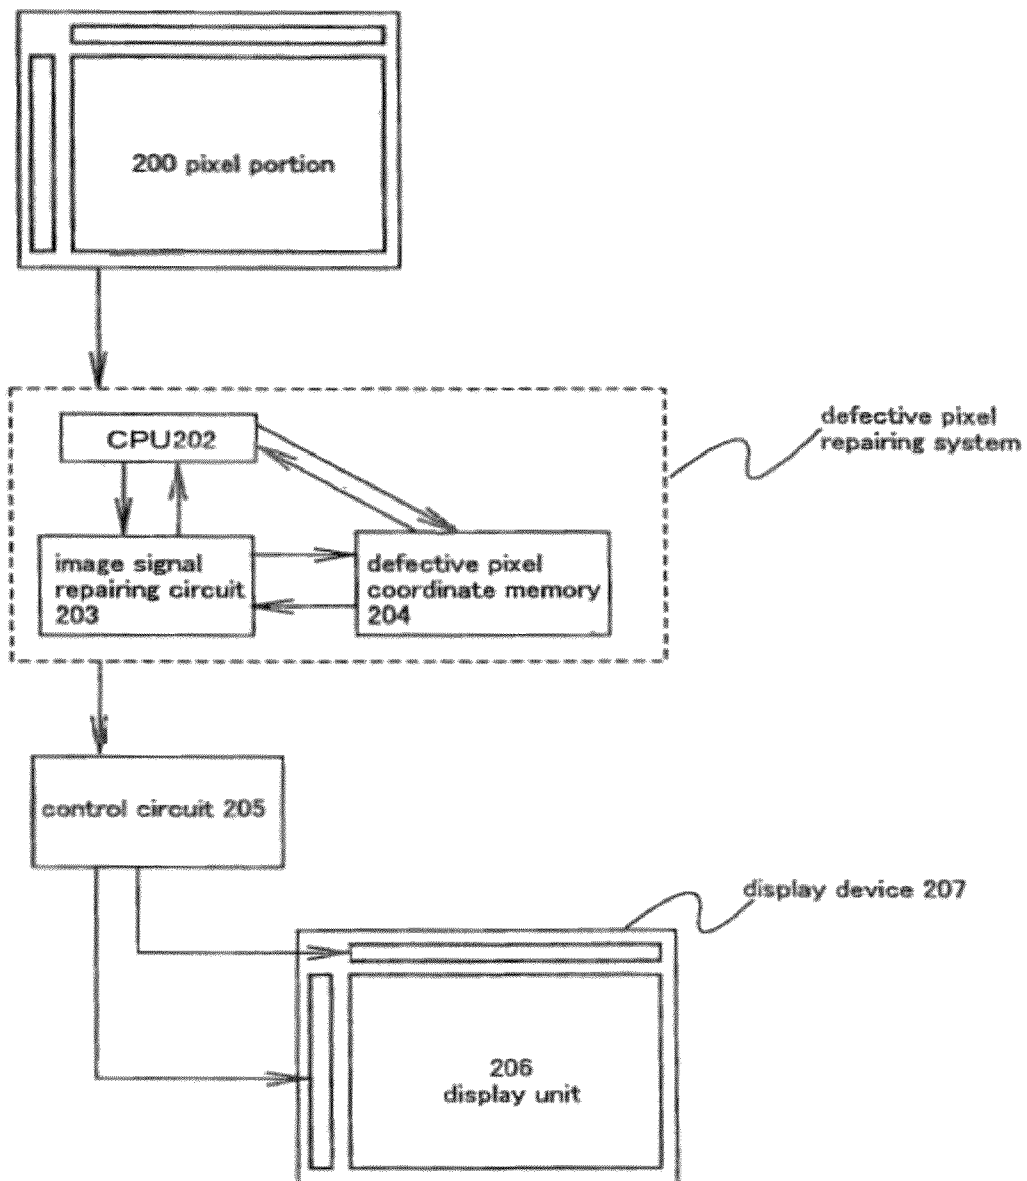 200 pixel portion
defective pixel
repairing system
CPU202
image signal
repairing circuit
203
defective pixel
coordinate memory
204
control circuit 205
display device 207
206
display unit